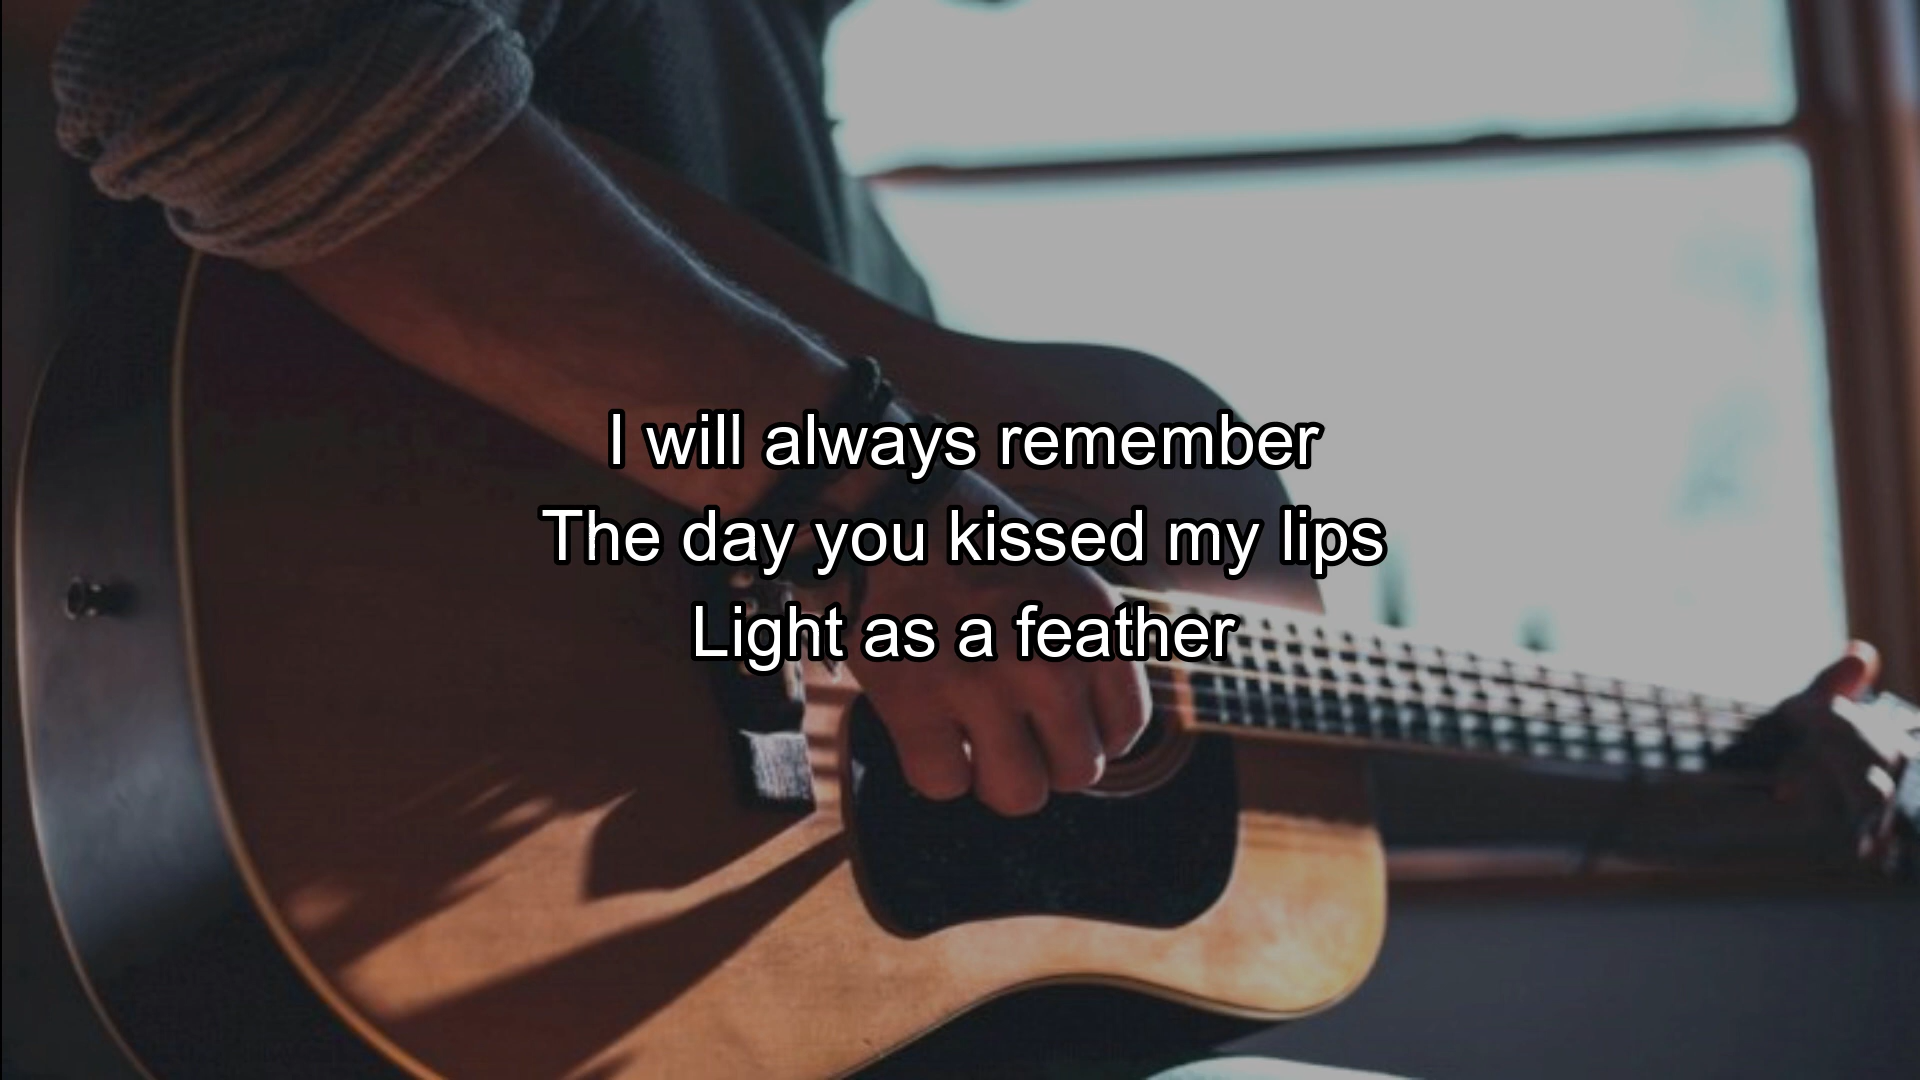 I will always remember
The day you kissed my lips
Light as a feather